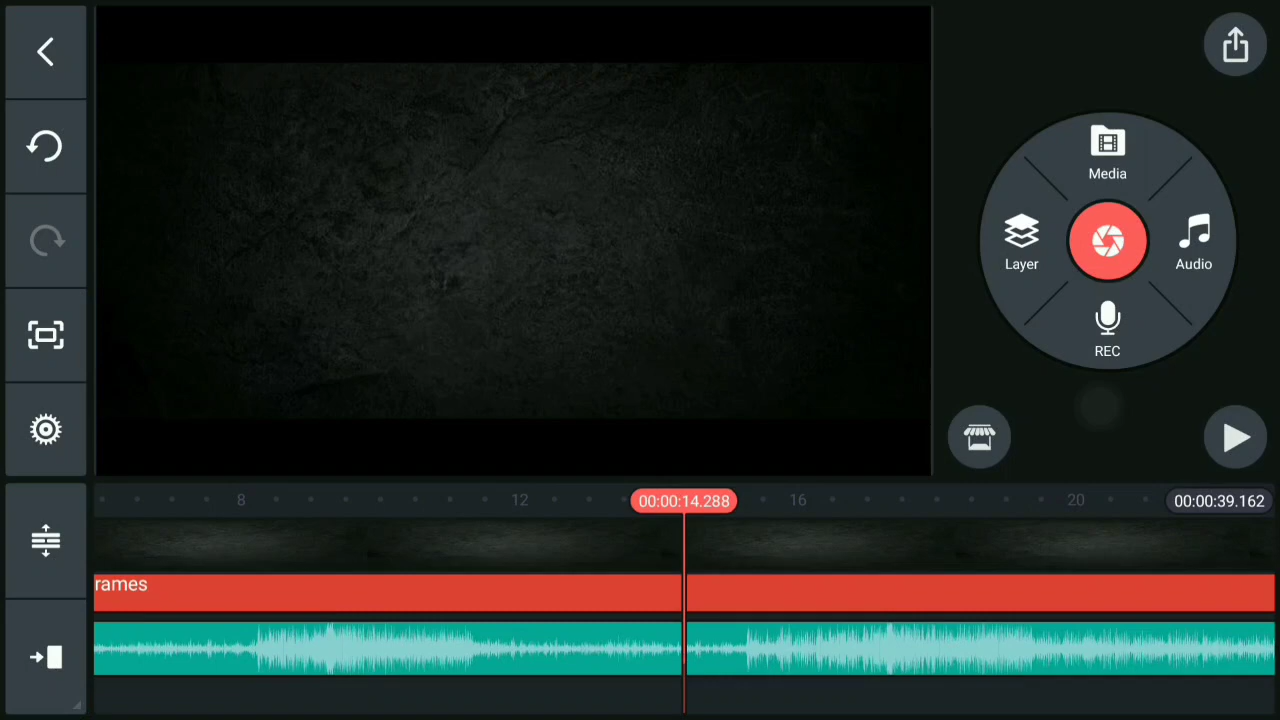 Media
Layer
Audio
REC
8
12
00:00:14.288
16
20
00:00:39.162
rames